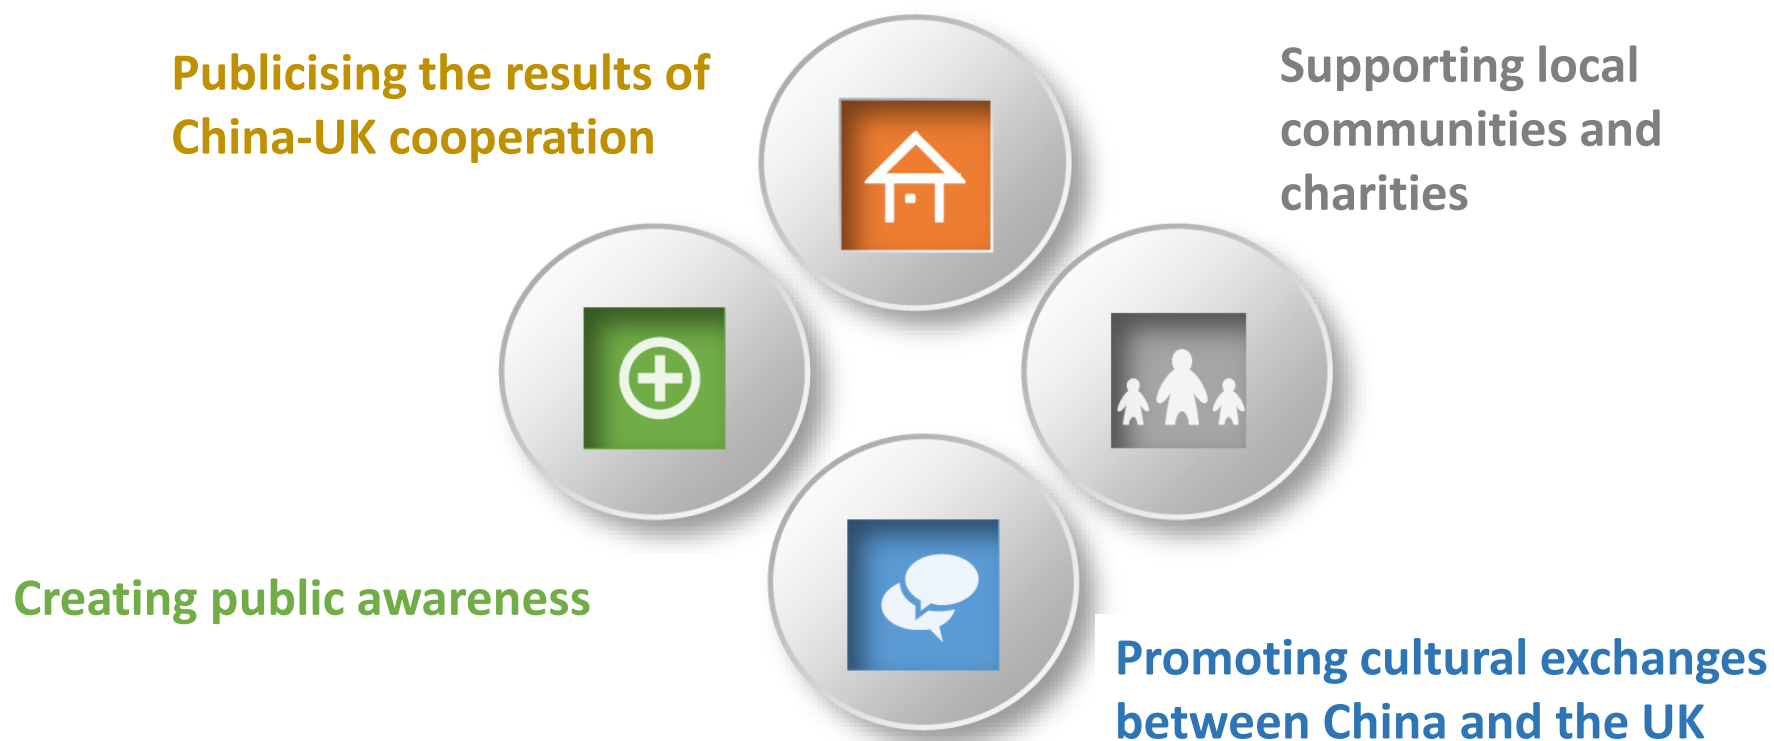 Publicising the results of
China-UK cooperation
Supporting local
communities and
charities
Creating public awareness
Promoting cultural exchanges
between China and the UK